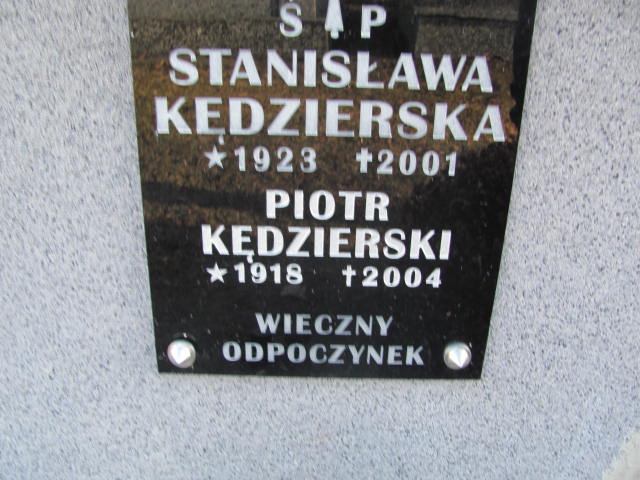 Ś P
STANISŁAWA
KĘDZIERSKA
★1923 ✝2001
PIOTR
KĘDZIERSKI
★1918 ✝2004
WIECZNY
ODPOCZYNEK